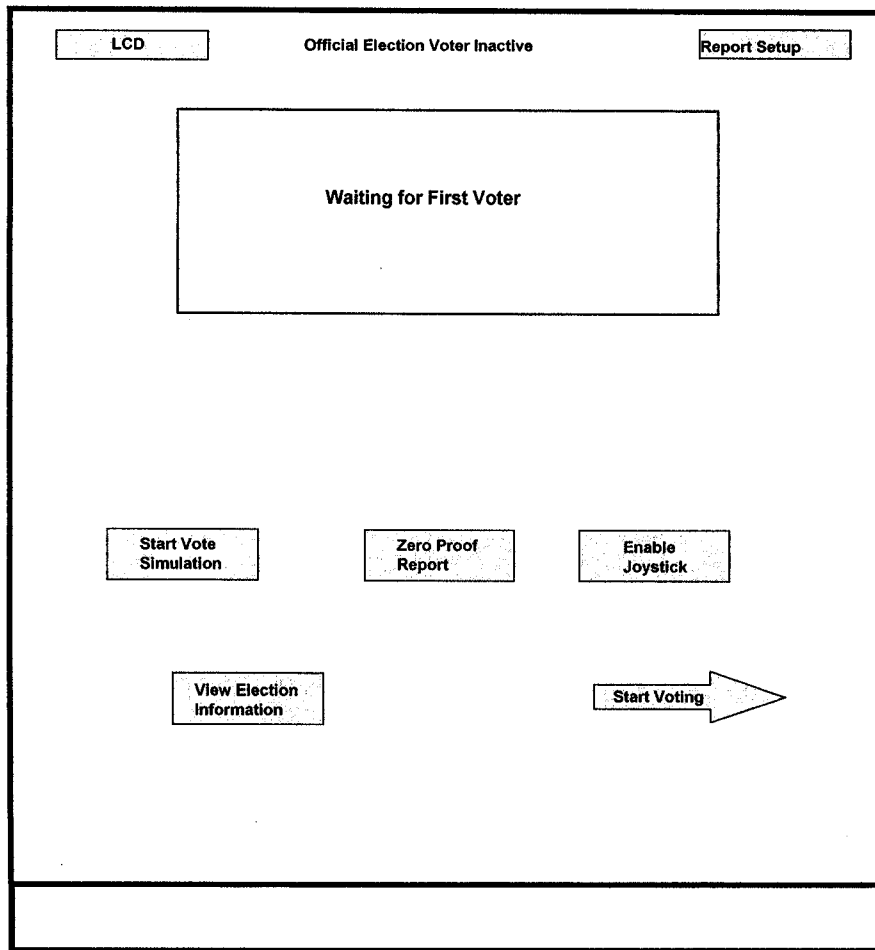 LCD
Official Election Voter Inactive
Report Setup
Waiting for First Voter
Start Vote
Simulation
Zero Proof
Report
Enable
Joystick
View Election
Information
Start Voting